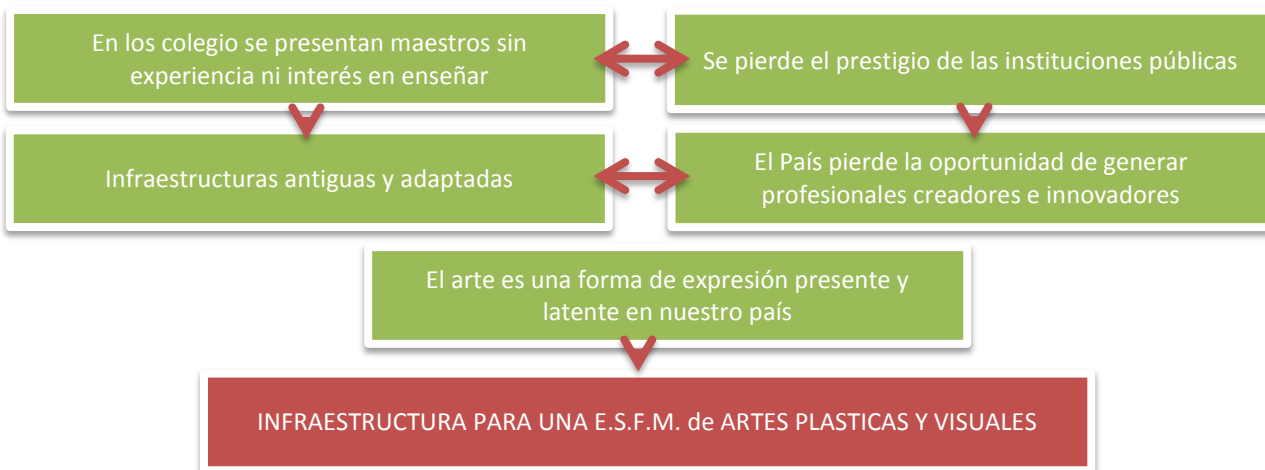 En los colegio se presentan maestros sin
experiencia ni interés en enseñar
Se pierde el prestigio de las instituciones públicas
Infraestructuras antiguas y adaptadas
El País pierde la oportunidad de generar
profesionales creadores e innovadores
El arte es una forma de expresión presente y
latente en nuestro país
INFRAESTRUCTURA PARA UNA E.S.F.M. de ARTES PLASTICAS Y VISUALES